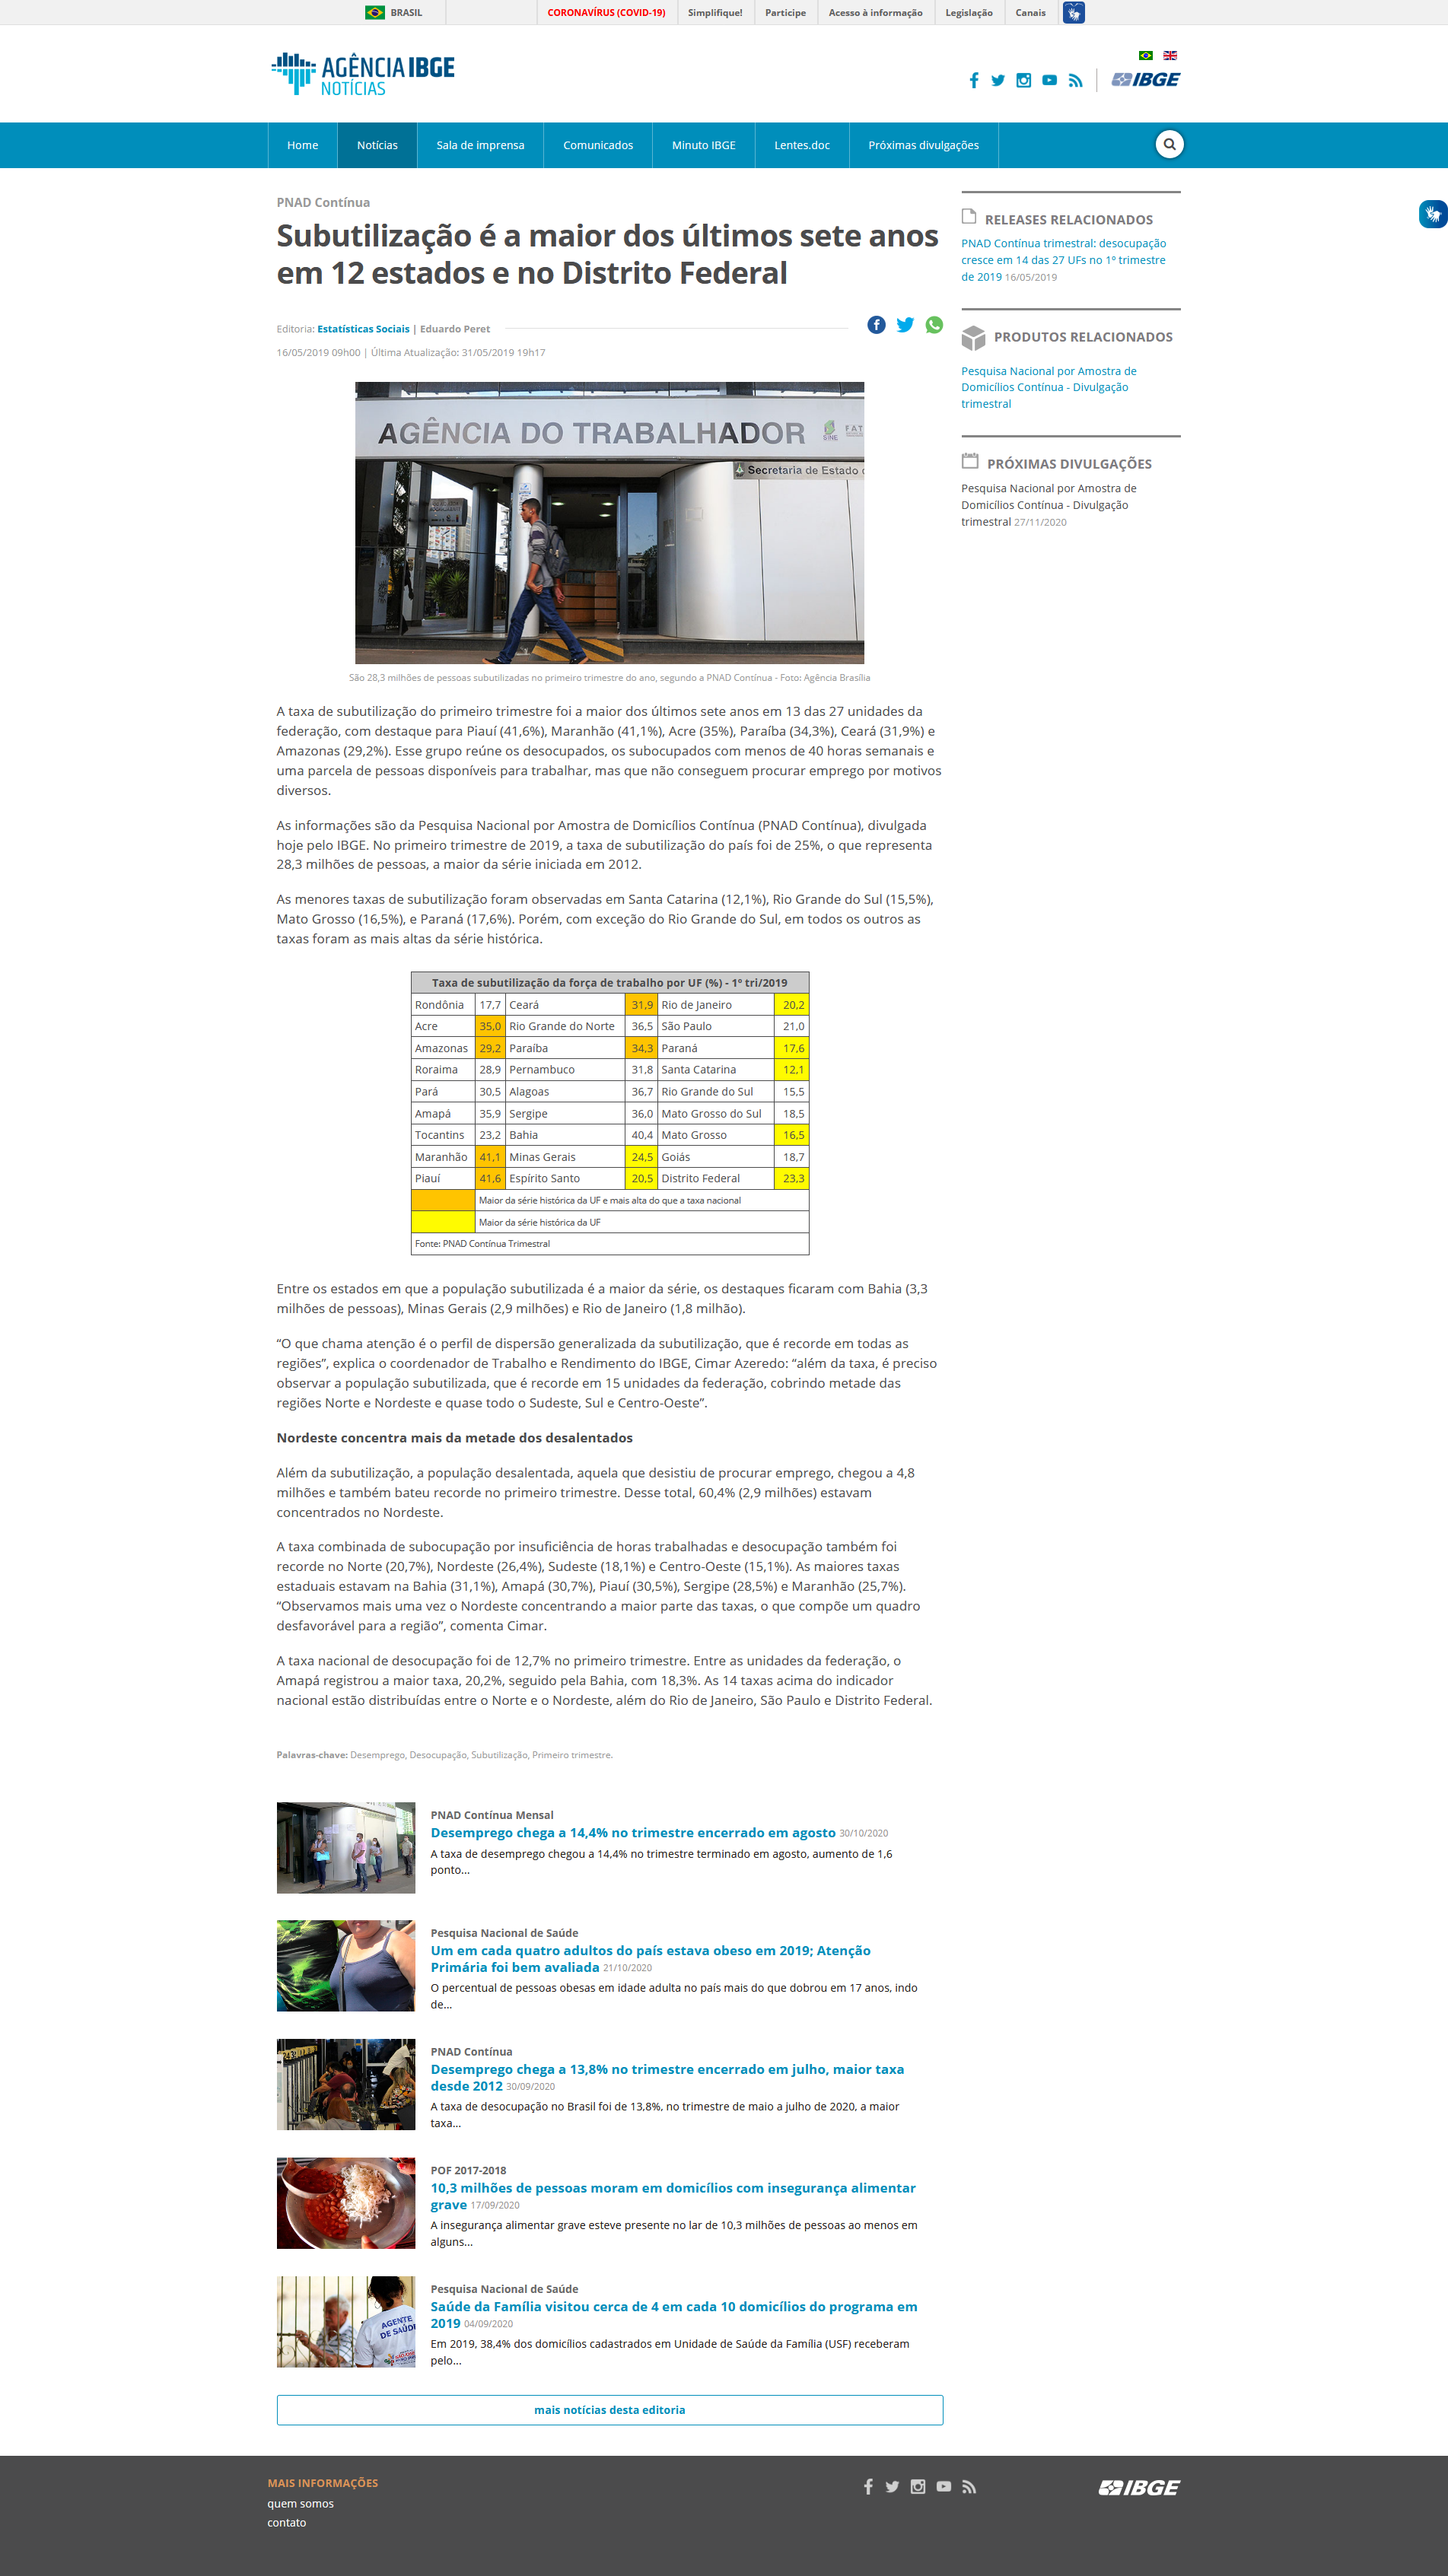 BRASIL
CORONAVÍRUS (COVID-19)
Simplifique!
Participe
Acesso à informação
Legislação
Canais
AGÊNCIA IBGE
NOTÍCIAS
IBGE
Home
Notícias
Sala de imprensa
Comunicados
Minuto IBGE
Lentes.doc
Próximas divulgações
PNAD Contínua
Subutilização é a maior dos últimos sete anos
em 12 estados e no Distrito Federal
Editoria: Estatísticas Sociais | Eduardo Peret
16/05/2019 09h00 | Última Atualização: 31/05/2019 19h17
AGÊNCIA DO TRABALHADOR
SINE
FAT
Secretaria de Estado
São 28,3 milhões de pessoas subutilizadas no primeiro trimestre do ano, segundo a PNAD Contínua - Foto: Agência Brasília
A taxa de subutilização do primeiro trimestre foi a maior dos últimos sete anos em 13 das 27 unidades da
federação, com destaque para Piauí (41,6%), Maranhão (41,1%), Acre (35%), Paraíba (34,3%), Ceará (31,9%) e
Amazonas (29,2%). Esse grupo reúne os desocupados, os subocupados com menos de 40 horas semanais e
uma parcela de pessoas disponíveis para trabalhar, mas que não conseguem procurar emprego por motivos
diversos.
As informações são da Pesquisa Nacional por Amostra de Domicílios Contínua (PNAD Contínua), divulgada
hoje pelo IBGE. No primeiro trimestre de 2019, a taxa de subutilização do país foi de 25%, o que representa
28,3 milhões de pessoas, a maior da série iniciada em 2012.
As menores taxas de subutilização foram observadas em Santa Catarina (12,1%), Rio Grande do Sul (15,5%),
Mato Grosso (16,5%), e Paraná (17,6%). Porém, com exceção do Rio Grande do Sul, em todos os outros as
taxas foram as mais altas da série histórica.
Taxa de subutilização da força de trabalho por UF (%) - 1º tri/2019
Rondônia 17,7 Ceará 31,9 Rio de Janeiro 20,2
Acre 35,0 Rio Grande do Norte 36,5 São Paulo 21,0
Amazonas 29,2 Paraíba 34,3 Paraná 17,6
Roraima 28,9 Pernambuco 31,8 Santa Catarina 12,1
Pará 30,5 Alagoas 36,7 Rio Grande do Sul 15,5
Amapá 35,9 Sergipe 36,0 Mato Grosso do Sul 18,5
Tocantins 23,2 Bahia 40,4 Mato Grosso 16,5
Maranhão 41,1 Minas Gerais 24,5 Goiás 18,7
Piauí 41,6 Espírito Santo 20,5 Distrito Federal 23,3
Maior da série histórica da UF e mais alta do que a taxa nacional
Maior da série histórica da UF
Fonte: PNAD Contínua Trimestral
Entre os estados em que a população subutilizada é a maior da série, os destaques ficaram com Bahia (3,3
milhões de pessoas), Minas Gerais (2,9 milhões) e Rio de Janeiro (1,8 milhão).
“O que chama atenção é o perfil de dispersão generalizada da subutilização, que é recorde em todas as
regiões”, explica o coordenador de Trabalho e Rendimento do IBGE, Cimar Azeredo: “além da taxa, é preciso
observar a população subutilizada, que é recorde em 15 unidades da federação, cobrindo metade das
regiões Norte e Nordeste e quase todo o Sudeste, Sul e Centro-Oeste”.
Nordeste concentra mais da metade dos desalentados
Além da subutilização, a população desalentada, aquela que desistiu de procurar emprego, chegou a 4,8
milhões e também bateu recorde no primeiro trimestre. Desse total, 60,4% (2,9 milhões) estavam
concentrados no Nordeste.
A taxa combinada de subocupação por insuficiência de horas trabalhadas e desocupação também foi
recorde no Norte (20,7%), Nordeste (26,4%), Sudeste (18,1%) e Centro-Oeste (15,1%). As maiores taxas
estaduais estavam na Bahia (31,1%), Amapá (30,7%), Piauí (30,5%), Sergipe (28,5%) e Maranhão (25,7%).
“Observamos mais uma vez o Nordeste concentrando a maior parte das taxas, o que compõe um quadro
desfavorável para a região”, comenta Cimar.
A taxa nacional de desocupação foi de 12,7% no primeiro trimestre. Entre as unidades da federação, o
Amapá registrou a maior taxa, 20,2%, seguido pela Bahia, com 18,3%. As 14 taxas acima do indicador
nacional estão distribuídas entre o Norte e o Nordeste, além do Rio de Janeiro, São Paulo e Distrito Federal.
Palavras-chave: Desemprego, Desocupação, Subutilização, Primeiro trimestre.
RELEASES RELACIONADOS
PNAD Contínua trimestral: desocupação
cresce em 14 das 27 UFs no 1º trimestre
de 2019 16/05/2019
PRODUTOS RELACIONADOS
Pesquisa Nacional por Amostra de
Domicílios Contínua - Divulgação
trimestral
PRÓXIMAS DIVULGAÇÕES
Pesquisa Nacional por Amostra de
Domicílios Contínua - Divulgação
trimestral 27/11/2020
PNAD Contínua Mensal
Desemprego chega a 14,4% no trimestre encerrado em agosto 30/10/2020
A taxa de desemprego chegou a 14,4% no trimestre terminado em agosto, aumento de 1,6
ponto...
Pesquisa Nacional de Saúde
Um em cada quatro adultos do país estava obeso em 2019; Atenção
Primária foi bem avaliada 21/10/2020
O percentual de pessoas obesas em idade adulta no país mais do que dobrou em 17 anos, indo
de...
PNAD Contínua
Desemprego chega a 13,8% no trimestre encerrado em julho, maior taxa
desde 2012 30/09/2020
A taxa de desocupação no Brasil foi de 13,8%, no trimestre de maio a julho de 2020, a maior
taxa...
POF 2017-2018
10,3 milhões de pessoas moram em domicílios com insegurança alimentar
grave 17/09/2020
A insegurança alimentar grave esteve presente no lar de 10,3 milhões de pessoas ao menos em
alguns...
AGENTE
DE SAÚDE
Pesquisa Nacional de Saúde
Saúde da Família visitou cerca de 4 em cada 10 domicílios do programa em
2019 04/09/2020
Em 2019, 38,4% dos domicílios cadastrados em Unidade de Saúde da Família (USF) receberam
pelo...
mais notícias desta editoria
MAIS INFORMAÇÕES
quem somos
contato
IBGE